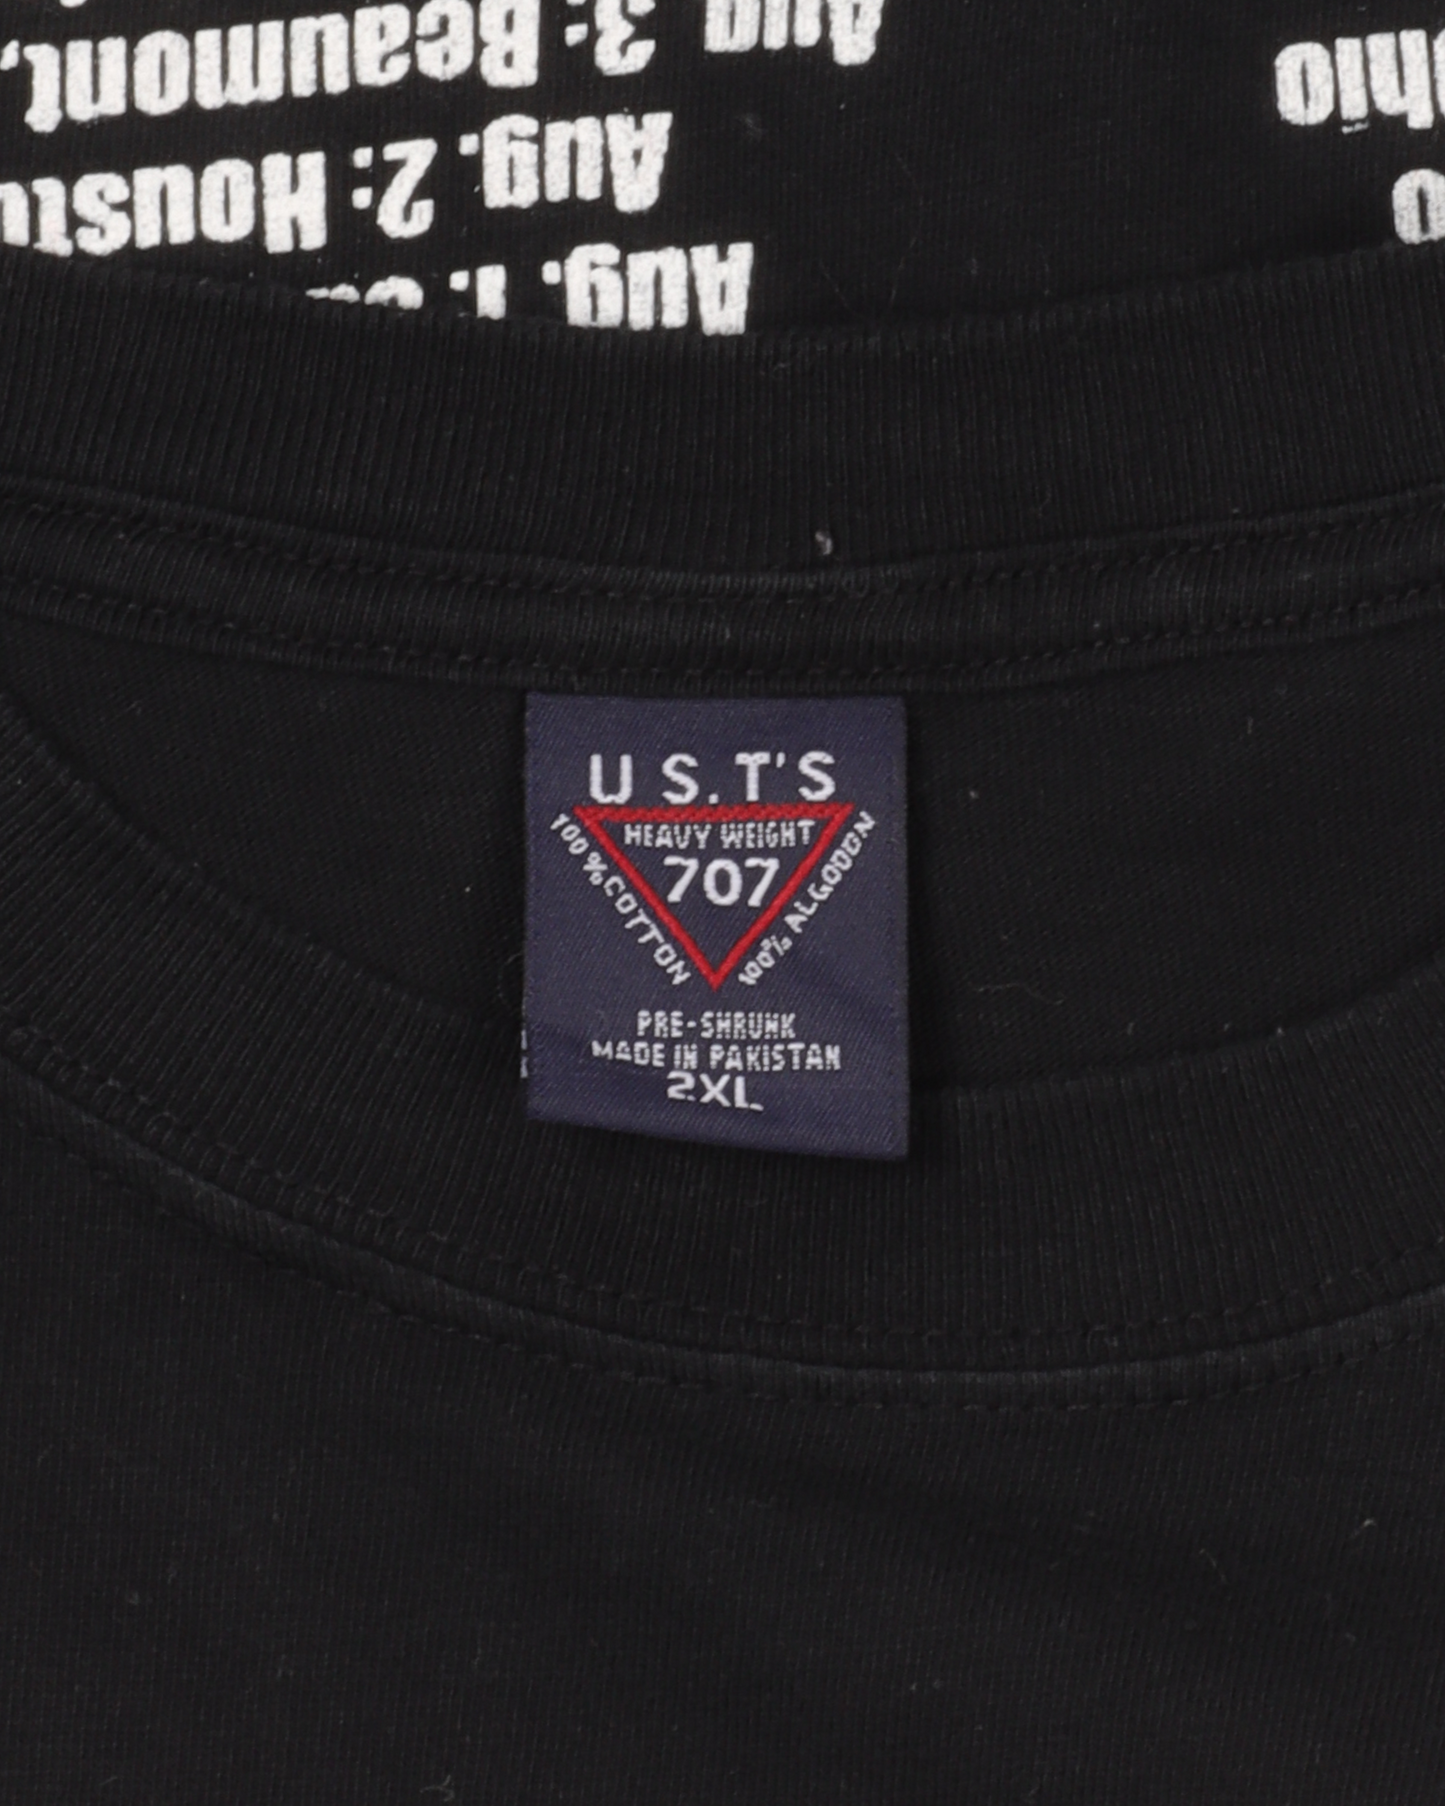 Aug 3: Beaumont,
Aug. 2: Houst
Aug. 1:
U S.T'S
HEAVY WEIGHT
707
100% COTTON
100% ALGODON
PRE-SHRUNK
MADE IN PAKISTAN
2XL